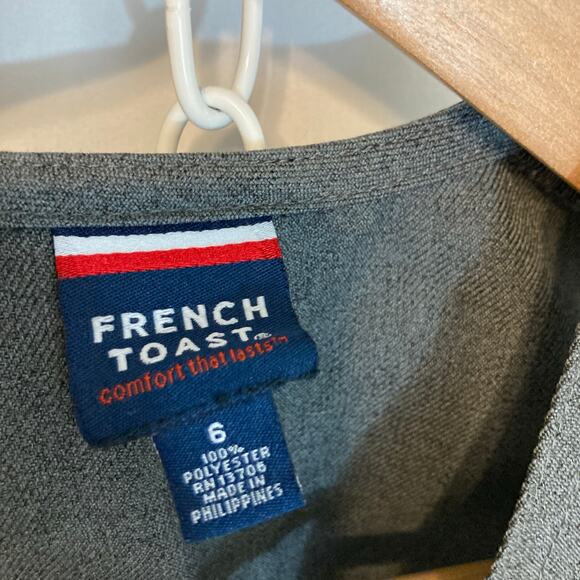 FRENCH
TOAST®
comfort that lasts™
6
100%
POLYESTER
RN 13706
MADE IN
PHILIPPINES